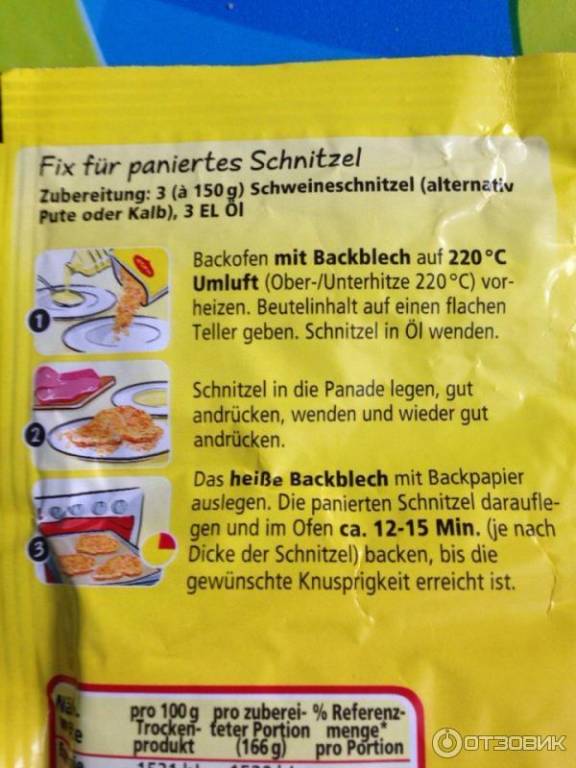 Fix für paniertes Schnitzel
Zubereitung: 3 (à 150 g) Schweineschnitzel (alternativ
Pute oder Kalb), 3 EL Öl
1
Backofen mit Backblech auf 220 °C
Umluft (Ober-/Unterhitze 220 °C) vor-
heizen. Beutelinhalt auf einen flachen
Teller geben. Schnitzel in Öl wenden.
2
Schnitzel in die Panade legen, gut
andrücken, wenden und wieder gut
andrücken.
3
Das heiße Backblech mit Backpapier
auslegen. Die panierten Schnitzel daraufle-
gen und im Ofen ca. 12-15 Min. (je nach
Dicke der Schnitzel) backen, bis die
gewünschte Knusprigkeit erreicht ist.
pro 100 g pro zuberei- % Referenz-
Trocken- teter Portion menge*
produkt (166 g) pro Portion
ОТЗОВИК